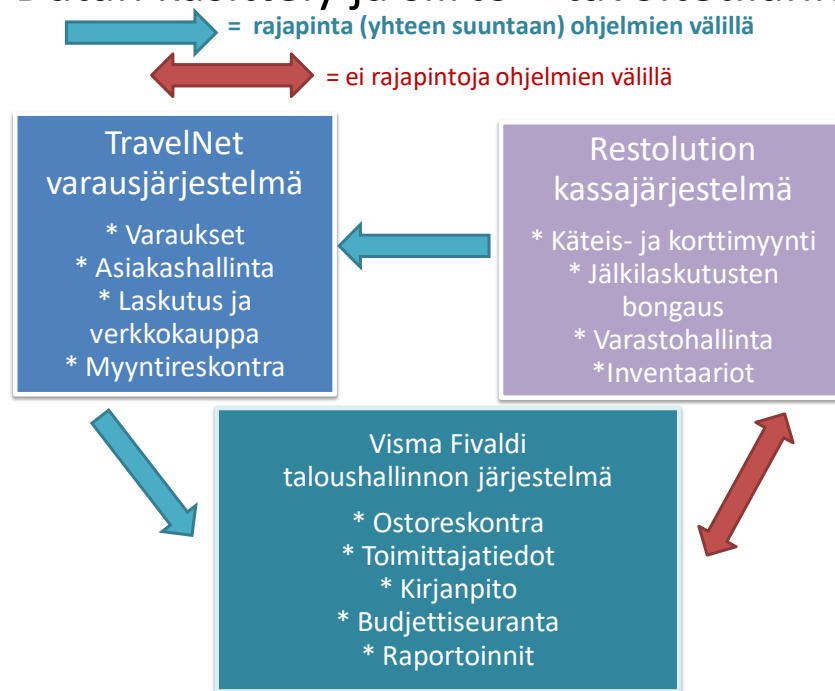 = rajapinta (yhteen suuntaan) ohjelmien välillä
= ei rajapintoja ohjelmien välillä
TravelNet
varausjärjestelmä
* Varaukset
* Asiakashallinta
* Laskutus ja
verkkokauppa
* Myyntireskontra
Restolution
kassajärjestelmä
* Käteis- ja korttimyynti
* Jälkilaskutusten
bongaus
* Varastohallinta
*Inventaariot
Visma Fivaldi
taloushallinnon järjestelmä
* Ostoreskontra
* Toimittajatiedot
* Kirjanpito
* Budjettiseuranta
* Raportoinnit